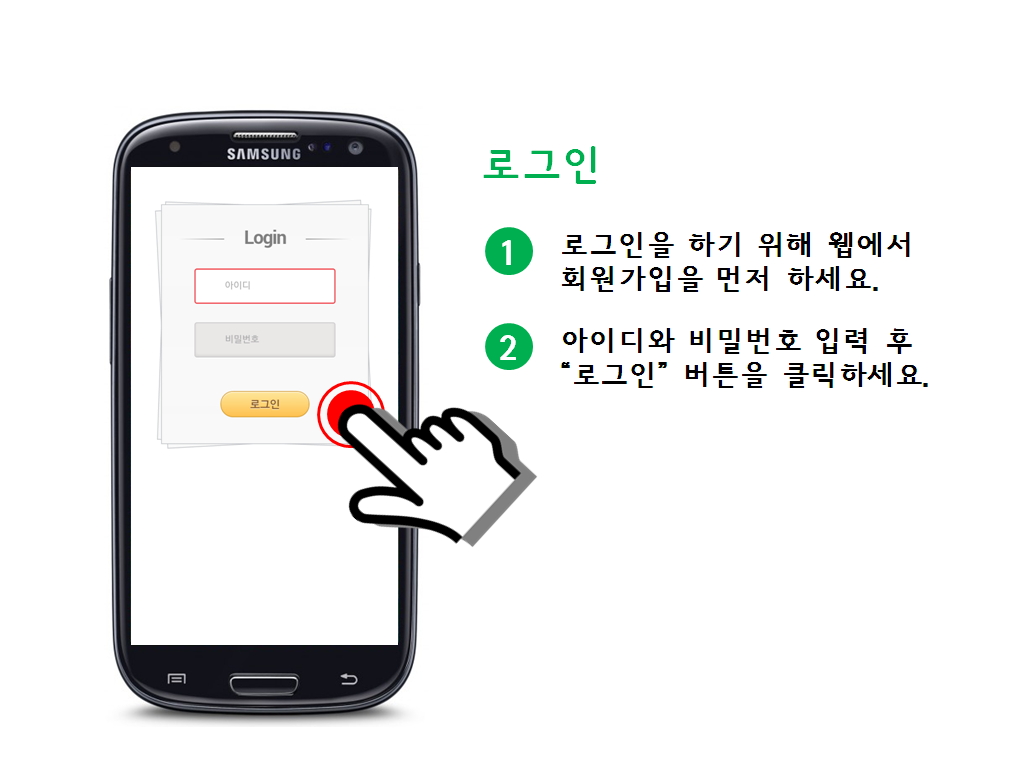 SAMSUNG
Login
아이디
비밀번호
로그인
로그인
1 로그인을 하기 위해 웹에서
회원가입을 먼저 하세요.
2 아이디와 비밀번호 입력 후
“로그인” 버튼을 클릭하세요.